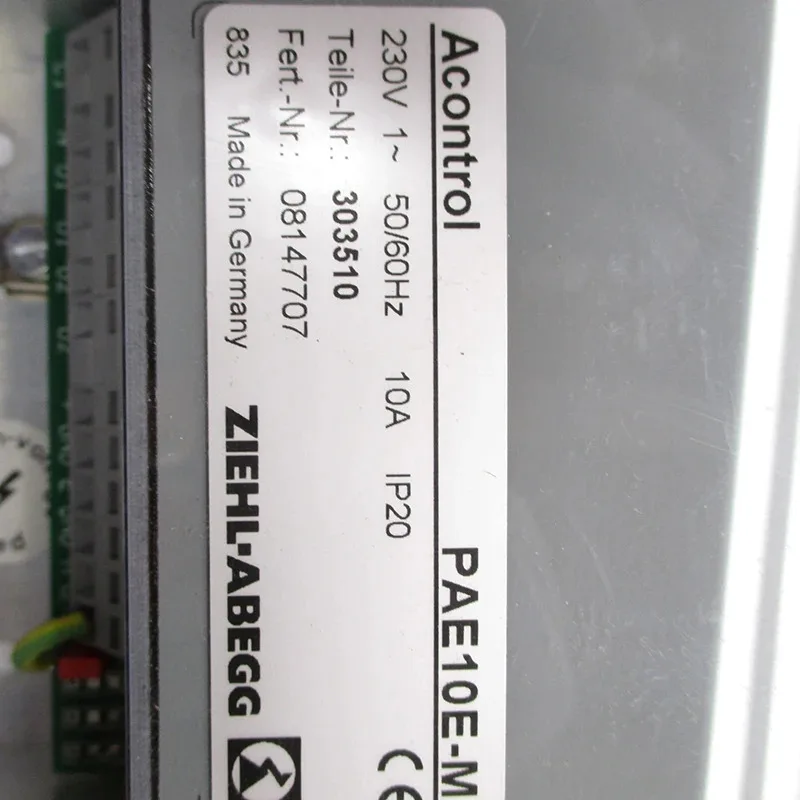 Acontrol PAE10E-M
230V 1~ 50/60Hz 10A IP20
Teile-Nr.: 303510
Fert.-Nr.: 08147707
835 Made in Germany ZIEHL-ABEGG
CE